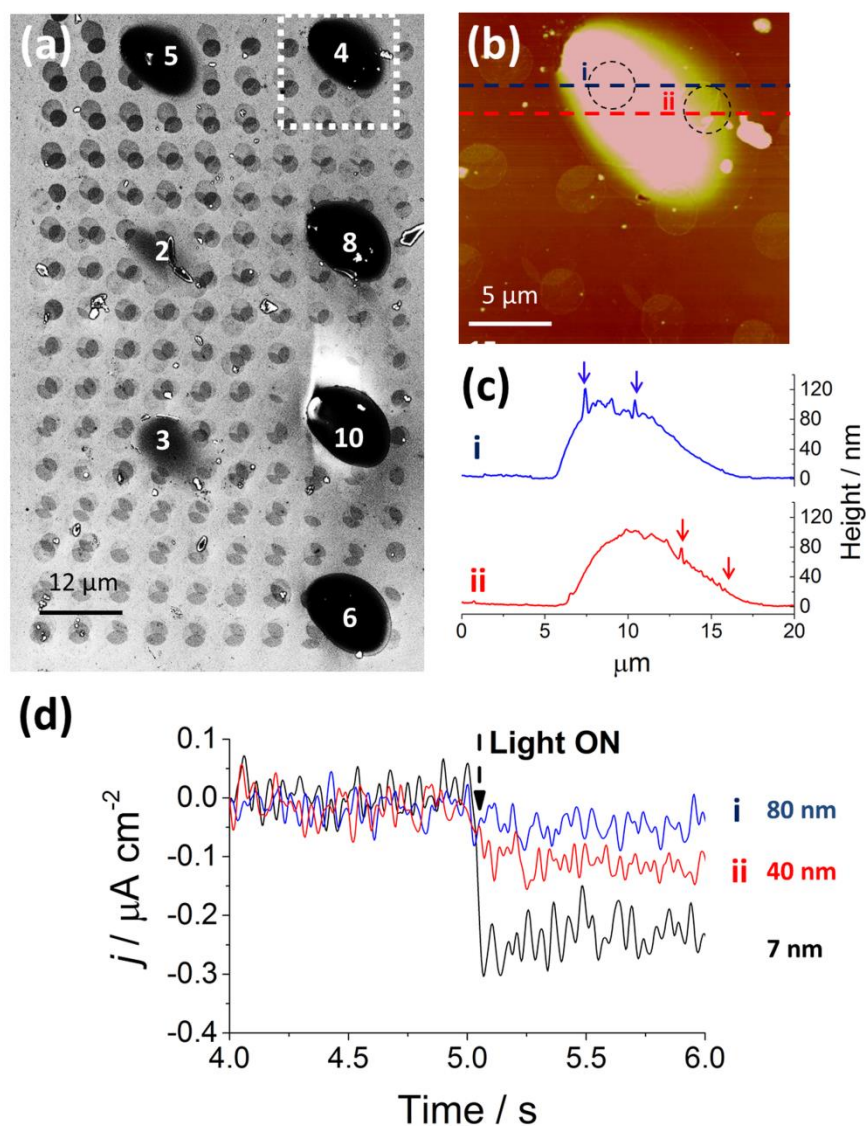 (a)
5
4
2
8
3
10
6
12 µm
(b)
i
ii
5 µm
(c)
i
ii
120
80
40
0
120
80
40
0
Height / nm
0 5 10 15 20
µm
(d)
Light ON
0.1
0.0
-0.1
-0.2
-0.3
-0.4
j / µA cm⁻²
i 80 nm
ii 40 nm
7 nm
4.0 4.5 5.0 5.5 6.0
Time / s